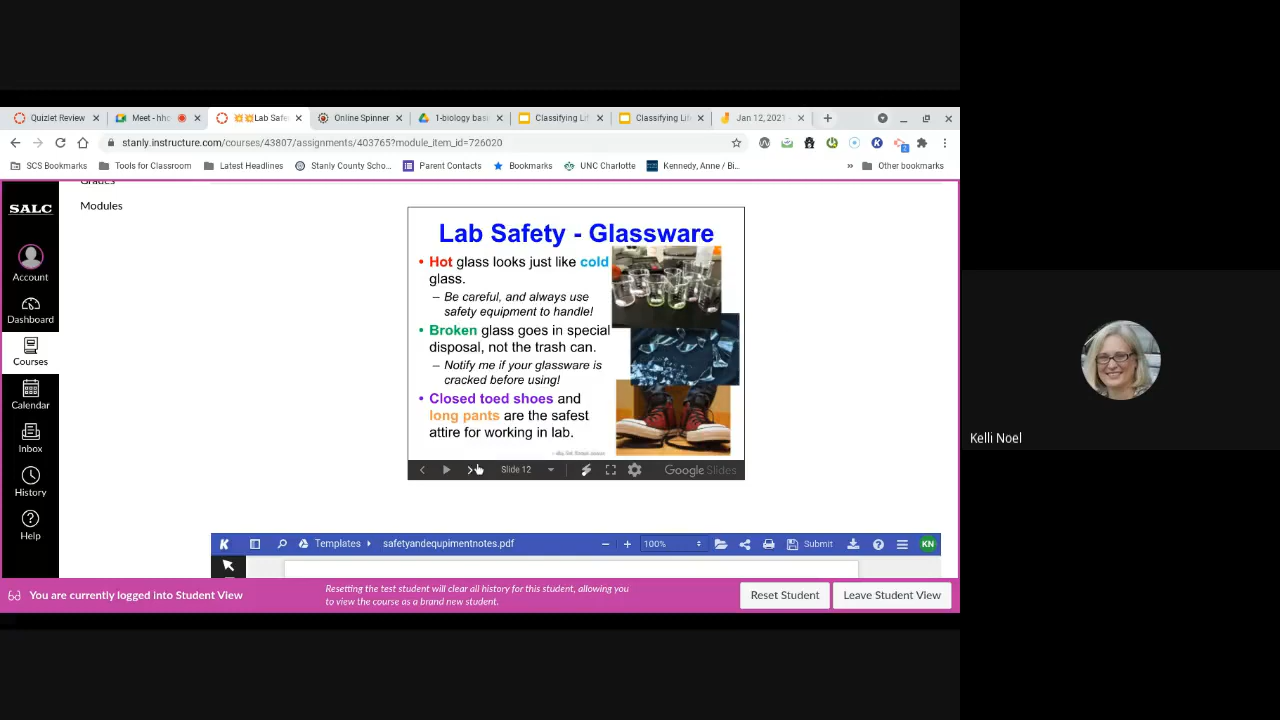 Quizlet Review
Meet - hhc
Lab Safe
Online Spinner
1-biology basi
Classifying Li
Classifying Li
Jan 12, 2021
stanly.instructure.com/courses/43807/assignments/403765?module_item_id=726020
SCS Bookmarks
Tools for Classroom
Latest Headlines
Stanly County Scho...
Parent Contacts
Bookmarks
UNC Charlotte
Kennedy, Anne / Bi...
»
Other bookmarks
SALC
Account
Dashboard
Courses
Calendar
Inbox
History
Help
Grades
Modules
Lab Safety - Glassware
• Hot glass looks just like cold
glass.
– Be careful, and always use
safety equipment to handle!
• Broken glass goes in special
disposal, not the trash can.
– Notify me if your glassware is
cracked before using!
• Closed toed shoes and
long pants are the safest
attire for working in lab.
Slide 12
Google Slides
K
Templates
safetyandequpimentnotes.pdf
100%
Submit
KN
You are currently logged into Student View
Resetting the test student will clear all history for this student, allowing you
to view the course as a brand new student.
Reset Student
Leave Student View
Kelli Noel